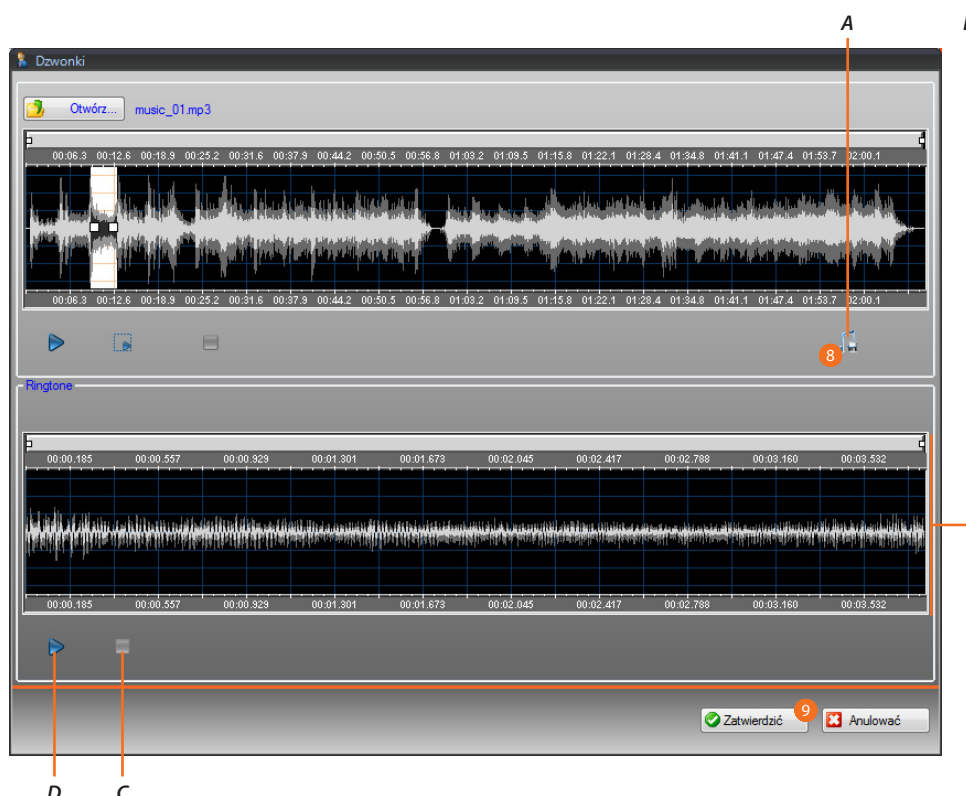 A
Dzwonki
Otwórz... music_01.mp3
00:06.3 00:12.6 00:18.9 00:25.2 00:31.6 00:37.9 00:44.2 00:50.5 00:56.8 01:03.2 01:09.5 01:15.8 01:22.1 01:28.4 01:34.8 01:41.1 01:47.4 01:53.7 02:00.1
00:06.3 00:12.6 00:18.9 00:25.2 00:31.6 00:37.9 00:44.2 00:50.5 00:56.8 01:03.2 01:09.5 01:15.8 01:22.1 01:28.4 01:34.8 01:41.1 01:47.4 01:53.7 02:00.1
8
Ringtone
00:00.185 00:00.557 00:00.929 00:01.301 00:01.673 00:02.045 00:02.417 00:02.788 00:03.160 00:03.532
00:00.185 00:00.557 00:00.929 00:01.301 00:01.673 00:02.045 00:02.417 00:02.788 00:03.160 00:03.532
Zatwierdzić 9 Anulować
D C